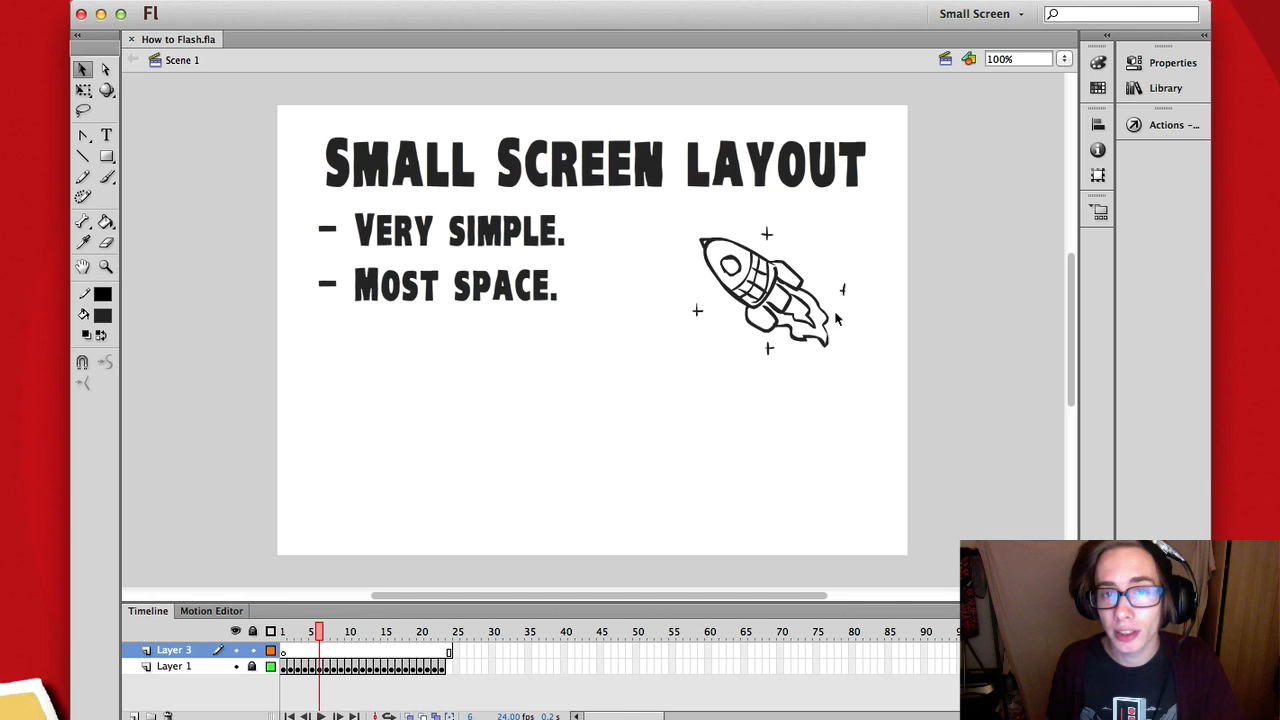 Fl
Small Screen
How to Flash.fla
Scene 1
100%
Properties
Library
Actions -...
SMALL SCREEN LAYOUT
- VERY SIMPLE.
- MOST SPACE.
Timeline
Motion Editor
1 5 10 15 20 25 30 35 40 45 50 55 60 65 70 75 80 85 90
Layer 3
Layer 1
6 24.00 fps 0.2 s